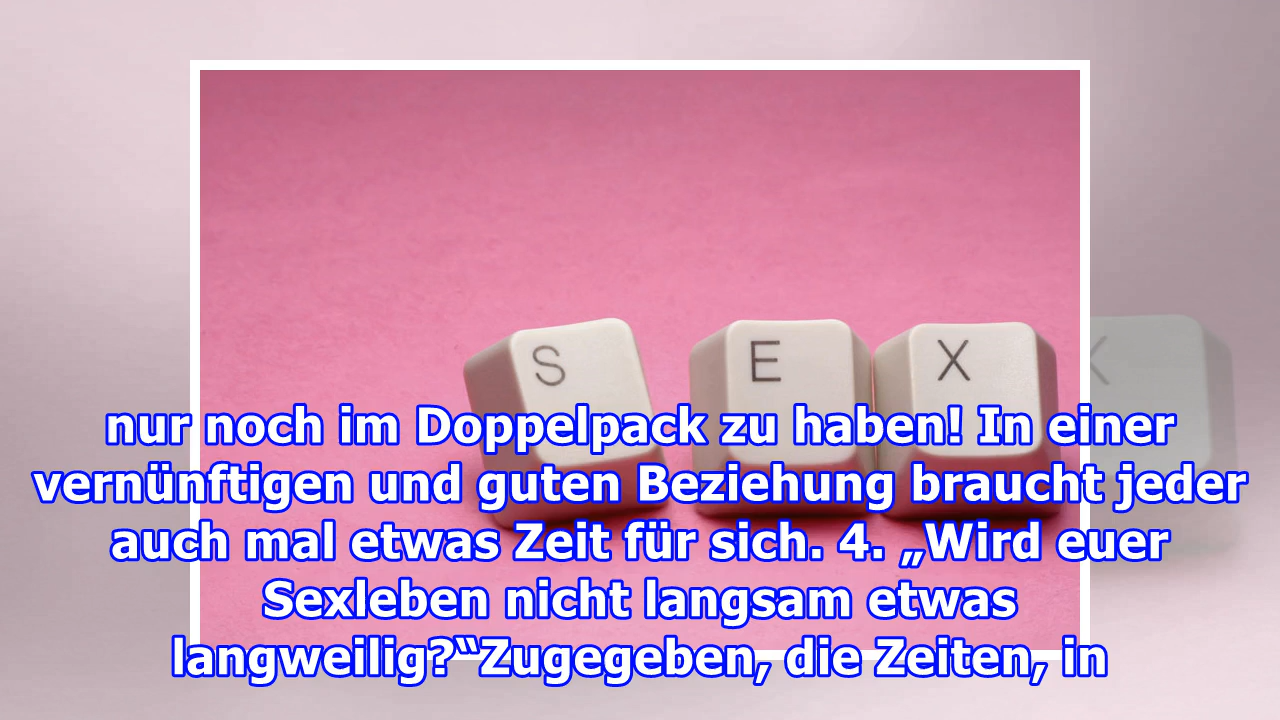 S E X X
nur noch im Doppelpack zu haben! In einer
vernünftigen und guten Beziehung braucht jeder
auch mal etwas Zeit für sich. 4. „Wird euer
Sexleben nicht langsam etwas
langweilig?“Zugegeben, die Zeiten, in